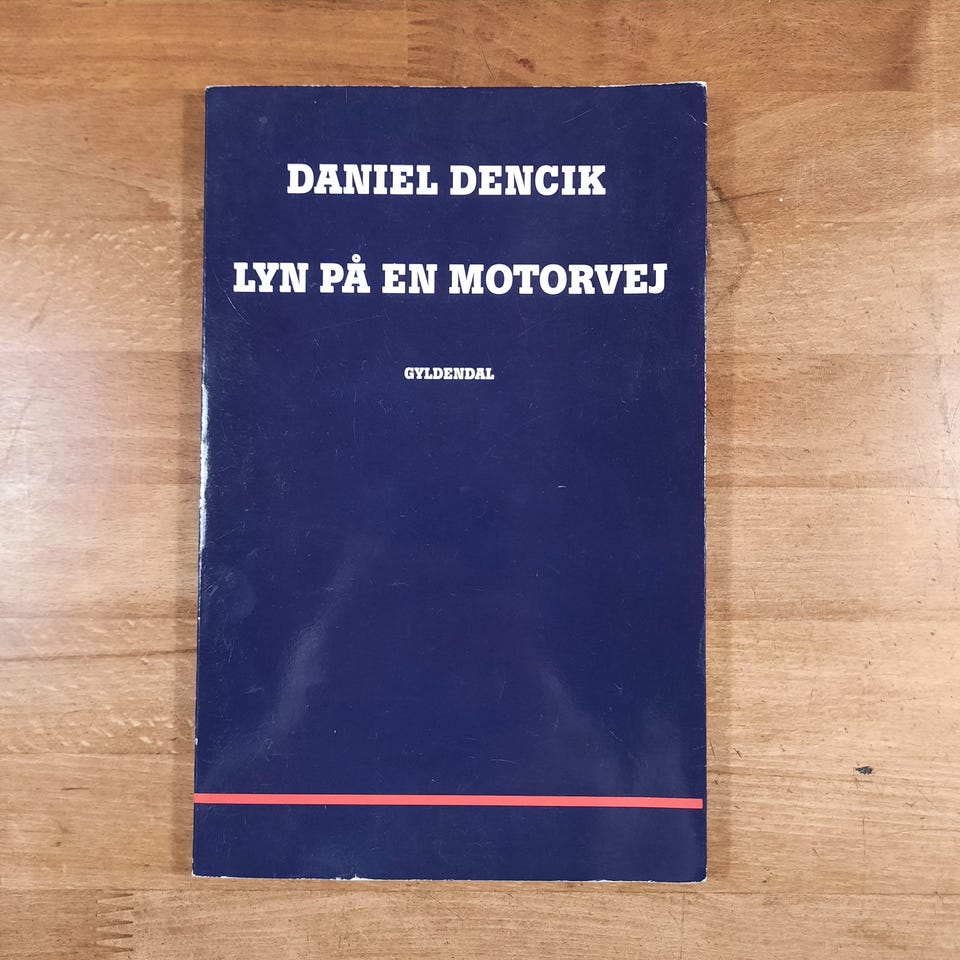 DANIEL DENCIK
LYN PÅ EN MOTORVEJ
GYLDENDAL